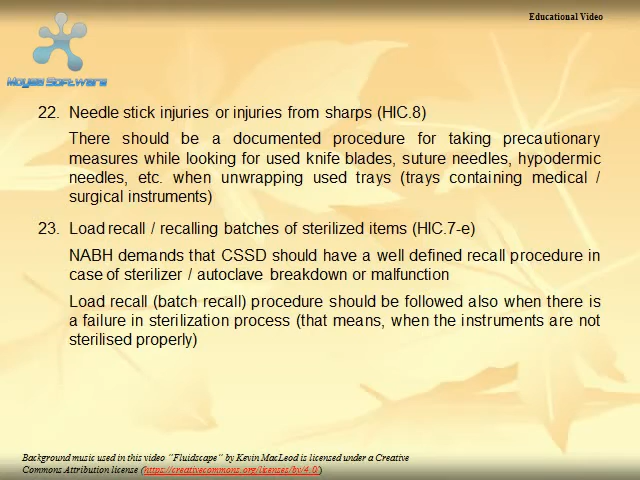 Educational Video
Moyea Software
22. Needle stick injuries or injuries from sharps (HIC.8)
There should be a documented procedure for taking precautionary
measures while looking for used knife blades, suture needles, hypodermic
needles, etc. when unwrapping used trays (trays containing medical /
surgical instruments)
23. Load recall / recalling batches of sterilized items (HIC.7-e)
NABH demands that CSSD should have a well defined recall procedure in
case of sterilizer / autoclave breakdown or malfunction
Load recall (batch recall) procedure should be followed also when there is
a failure in sterilization process (that means, when the instruments are not
sterilised properly)
Background music used in this video "Fluidscape" by Kevin MacLeod is licensed under a Creative
Commons Attribution license (https://creativecommons.org/licenses/by/4.0/)